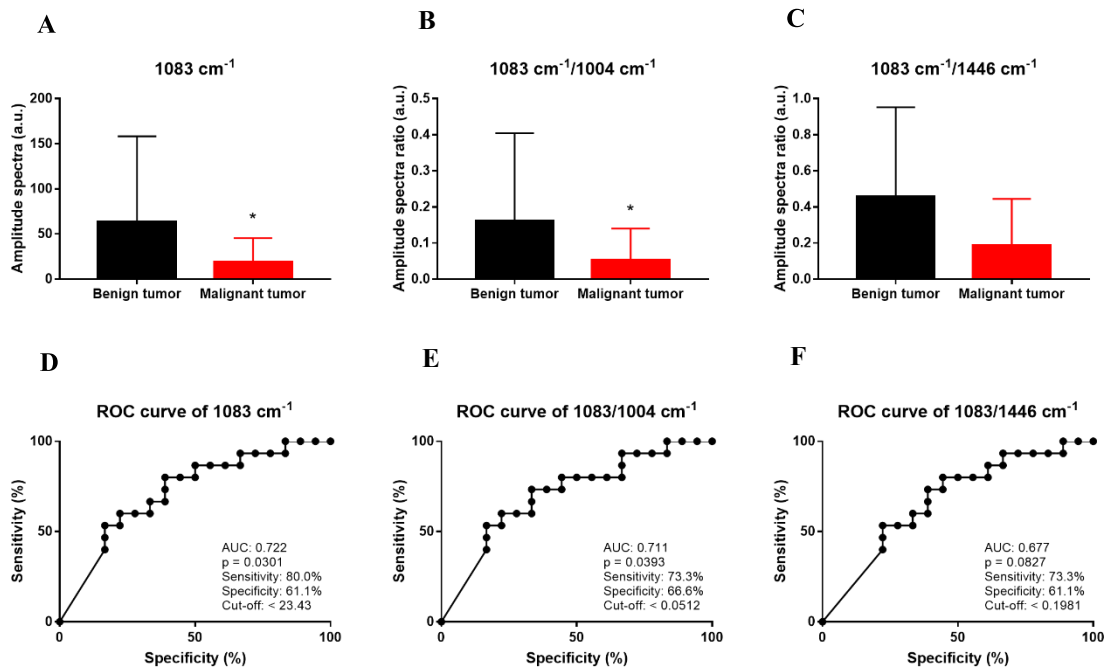 A
B
C
1083 cm⁻¹
1083 cm⁻¹/1004 cm⁻¹
1083 cm⁻¹/1446 cm⁻¹
Amplitude spectra (a.u.)
200
150
100
50
0
*
Benign tumor
Malignant tumor
Amplitude spectra ratio (a.u.)
0.5
0.4
0.3
0.2
0.1
0.0
*
Benign tumor
Malignant tumor
Amplitude spectra ratio (a.u.)
1.0
0.8
0.6
0.4
0.2
0.0
Benign tumor
Malignant tumor
D
E
F
ROC curve of 1083 cm⁻¹
ROC curve of 1083/1004 cm⁻¹
ROC curve of 1083/1446 cm⁻¹
Sensitivity (%)
100
50
0
AUC: 0.722
p = 0.0301
Sensitivity: 80.0%
Specificity: 61.1%
Cut-off: < 23.43
0
50
100
Specificity (%)
Sensitivity (%)
100
50
0
AUC: 0.711
p = 0.0393
Sensitivity: 73.3%
Specificity: 66.6%
Cut-off: < 0.0512
0
50
100
Specificity (%)
Sensitivity (%)
100
50
0
AUC: 0.677
p = 0.0827
Sensitivity: 73.3%
Specificity: 61.1%
Cut-off: < 0.1981
0
50
100
Specificity (%)